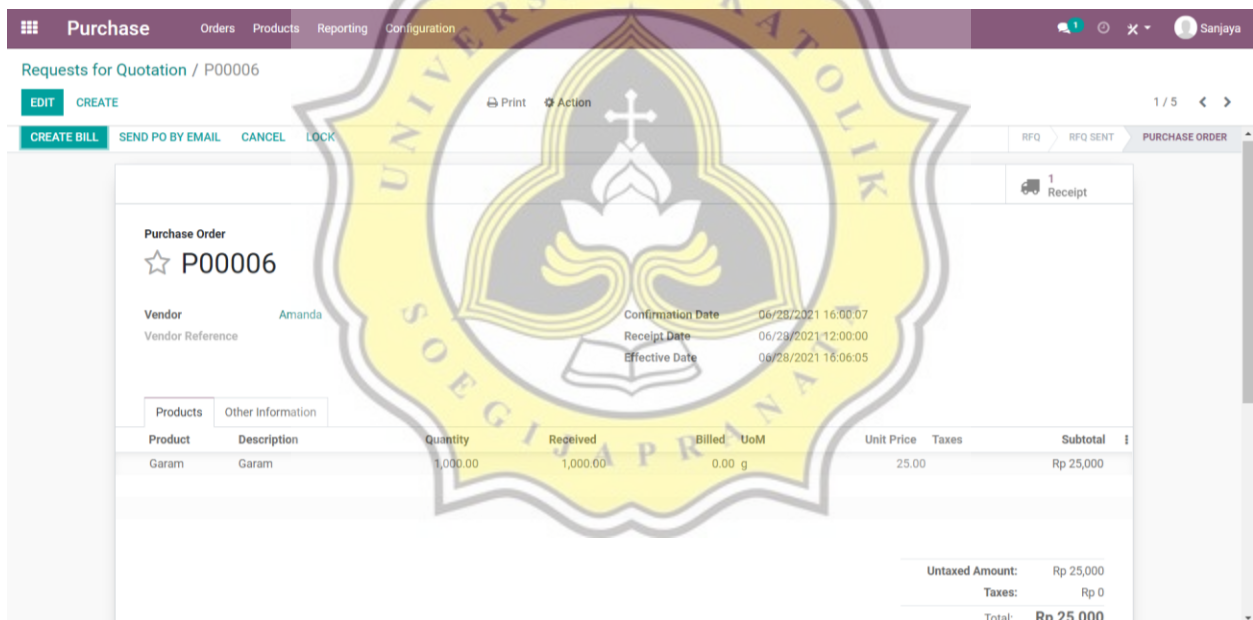 Purchase Orders Products Reporting Configuration 1 Sanjaya
Requests for Quotation / P00006
EDIT CREATE Print Action 1 / 5
CREATE BILL SEND PO BY EMAIL CANCEL LOCK RFQ RFQ SENT PURCHASE ORDER
1
Receipt
Purchase Order
P00006
Vendor Amanda Confirmation Date 06/28/2021 16:00:07
Vendor Reference Receipt Date 06/28/2021 12:00:00
Effective Date 06/28/2021 16:06:05
Products Other Information
Product Description Quantity Received Billed UoM Unit Price Taxes Subtotal
Garam Garam 1,000.00 1,000.00 0.00 g 25.00 Rp 25,000
Untaxed Amount: Rp 25,000
Taxes: Rp 0
Total: Rp 25,000
UNIVERSITAS KATOLIK
SOEGIJAPRANATA